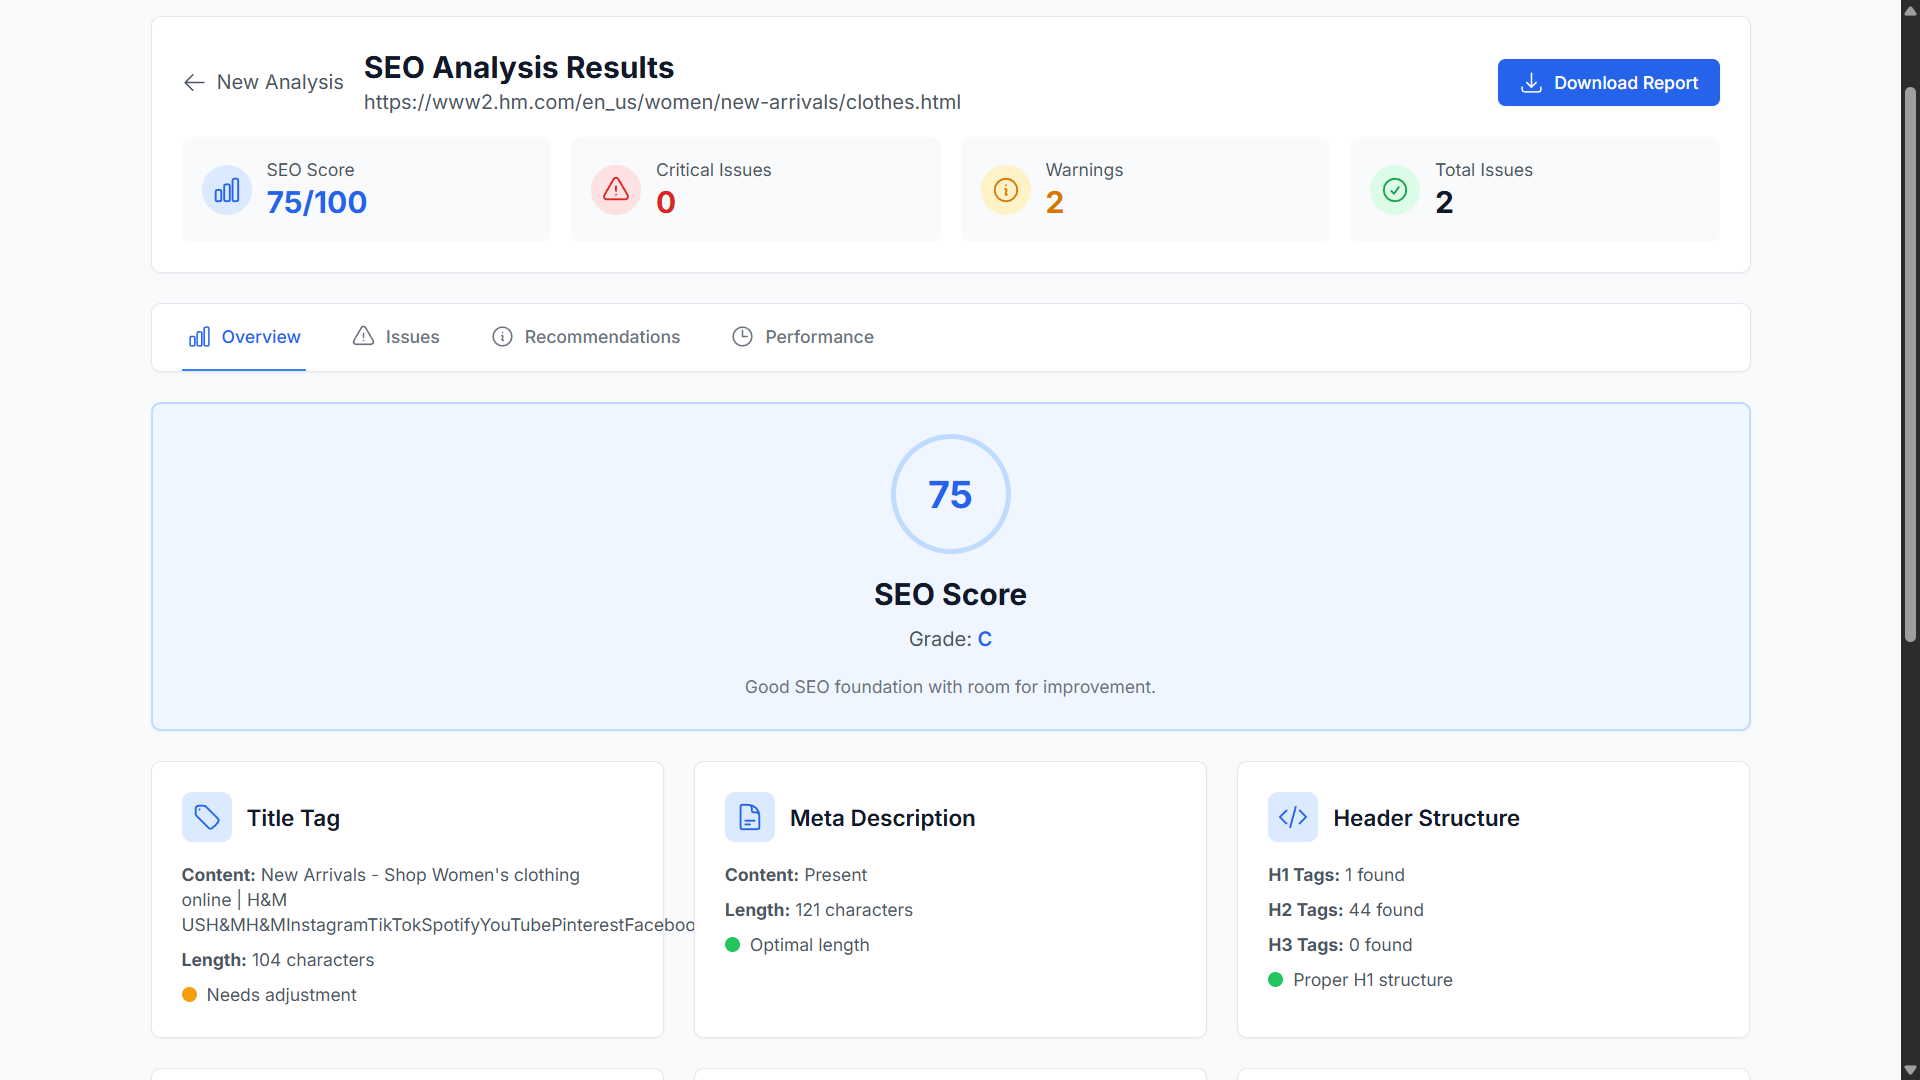 New Analysis
SEO Analysis Results
https://www2.hm.com/en_us/women/new-arrivals/clothes.html
Download Report
SEO Score
75/100
Critical Issues
0
Warnings
2
Total Issues
2
Overview
Issues
Recommendations
Performance
75
SEO Score
Grade: C
Good SEO foundation with room for improvement.
Title Tag
Content: New Arrivals - Shop Women's clothing
online | H&M
USH&MH&MInstagramTikTokSpotifyYouTubePinterestFaceboo
Length: 104 characters
Needs adjustment
Meta Description
Content: Present
Length: 121 characters
Optimal length
Header Structure
H1 Tags: 1 found
H2 Tags: 44 found
H3 Tags: 0 found
Proper H1 structure